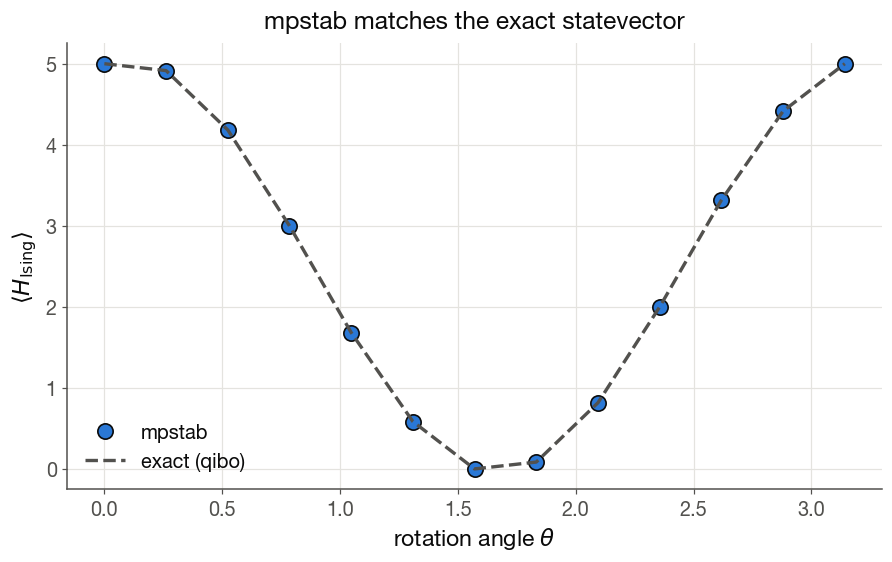 mpstab matches the exact statevector
5
4
3
2
1
0
⟨H_Ising⟩
mpstab
exact (qibo)
0.0 0.5 1.0 1.5 2.0 2.5 3.0
rotation angle θ